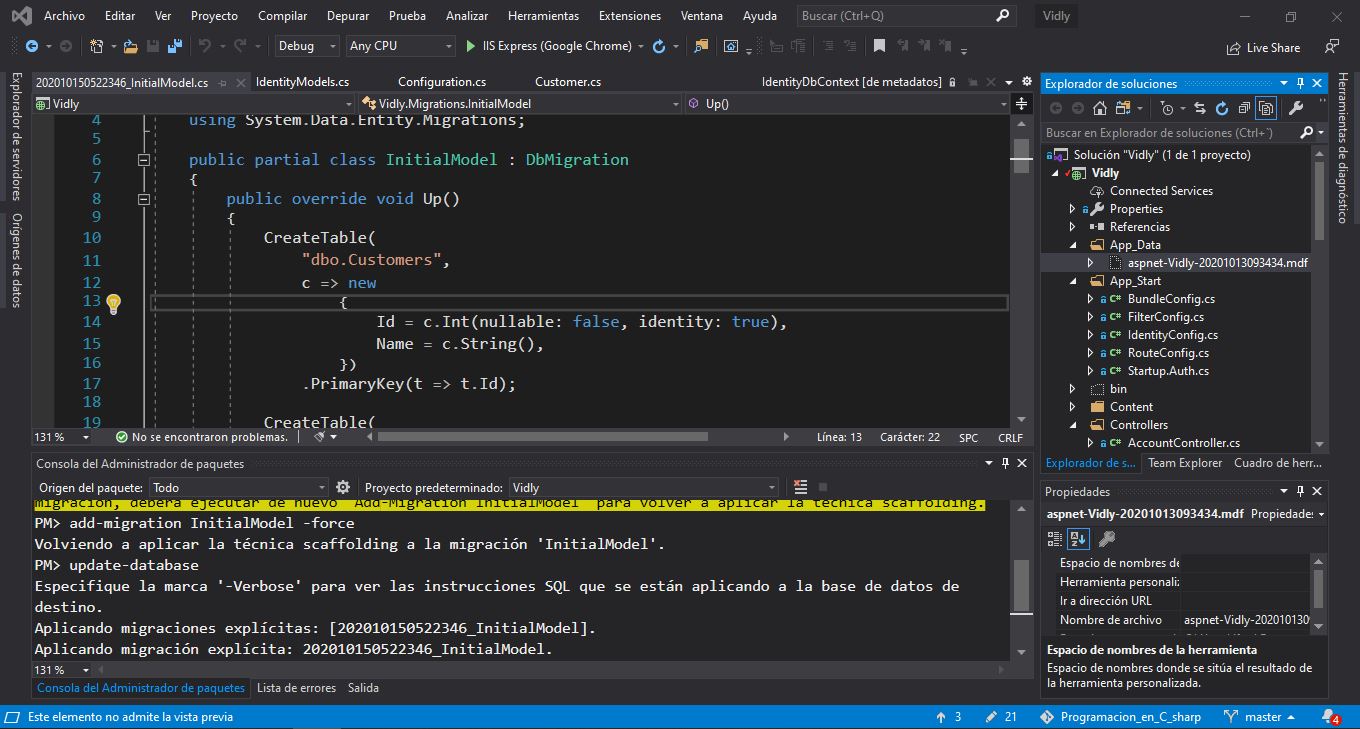 Archivo Editar Ver Proyecto Compilar Depurar Prueba Analizar Herramientas Extensiones Ventana Ayuda Buscar (Ctrl+Q) Vidly
Debug Any CPU IIS Express (Google Chrome) Live Share
Explorador de servidores
Orígenes de datos
202010150522346_InitialModel.cs IdentityModels.cs Configuration.cs Customer.cs IdentityDbContext [de metadatos]
Vidly Vidly.Migrations.InitialModel Up()
4 using System.Data.Entity.Migrations;
5
6 public partial class InitialModel : DbMigration
7 {
8 public override void Up()
9 {
10 CreateTable(
11 "dbo.Customers",
12 c => new
13 {
14 Id = c.Int(nullable: false, identity: true),
15 Name = c.String(),
16 })
17 .PrimaryKey(t => t.Id);
18
19 CreateTable(
131 % No se encontraron problemas. Línea: 13 Carácter: 22 SPC CRLF
Consola del Administrador de paquetes
Origen del paquete: Todo Proyecto predeterminado: Vidly
migración, deberá ejecutar de nuevo 'Add-Migration InitialModel' para volver a aplicar la técnica scaffolding.
PM> add-migration InitialModel -force
Volviendo a aplicar la técnica scaffolding a la migración 'InitialModel'.
PM> update-database
Especifique la marca '-Verbose' para ver las instrucciones SQL que se están aplicando a la base de datos de
destino.
Aplicando migraciones explícitas: [202010150522346_InitialModel].
Aplicando migración explícita: 202010150522346_InitialModel.
131 %
Consola del Administrador de paquetes Lista de errores Salida
Explorador de soluciones
Buscar en Explorador de soluciones (Ctrl+´)
Solución "Vidly" (1 de 1 proyecto)
Vidly
Connected Services
Properties
Referencias
App_Data
aspnet-Vidly-20201013093434.mdf
App_Start
C# BundleConfig.cs
C# FilterConfig.cs
C# IdentityConfig.cs
C# RouteConfig.cs
C# Startup.Auth.cs
bin
Content
Controllers
C# AccountController.cs
Explorador de s... Team Explorer Cuadro de herr...
Propiedades
aspnet-Vidly-20201013093434.mdf Propiedades
Espacio de nombres de
Herramienta personali
Ir a dirección URL
Nombre de archivo aspnet-Vidly-2020101309
Espacio de nombres de la herramienta
Espacio de nombres donde se sitúa el resultado de
la herramienta personalizada.
Herramientas de diagnóstico
Este elemento no admite la vista previa 3 21 Programacion_en_C_sharp master 4